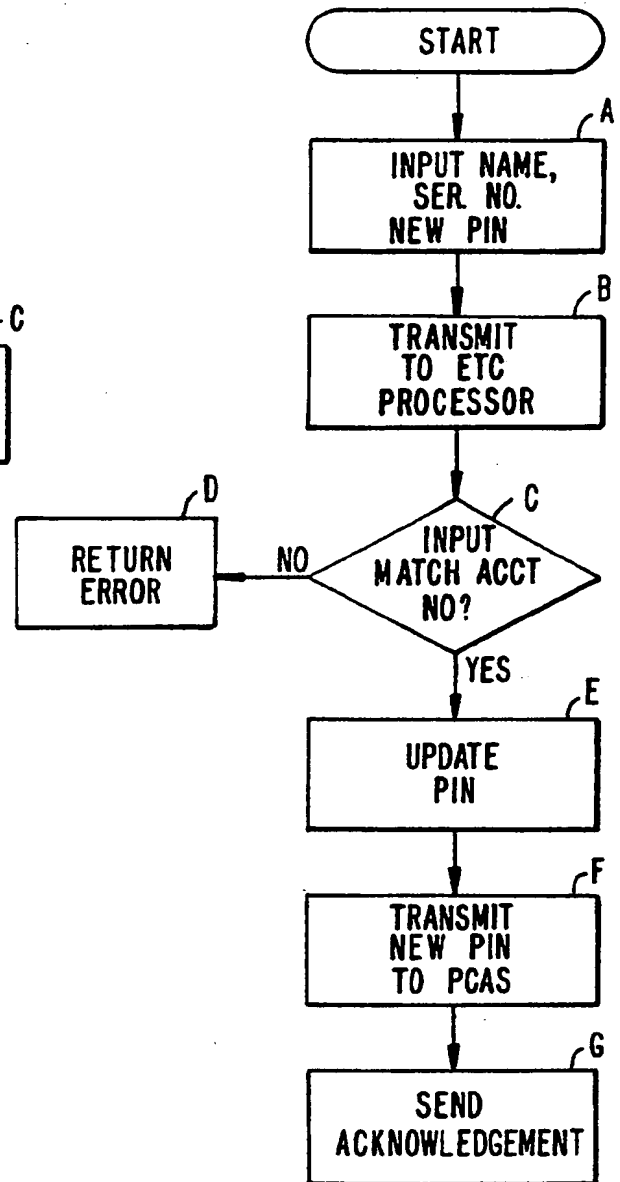 START
A
INPUT NAME,
SER. NO.
NEW PIN
B
TRANSMIT
TO ETC
PROCESSOR
C
C
INPUT
MATCH ACCT
NO?
NO
D
RETURN
ERROR
YES
E
UPDATE
PIN
F
TRANSMIT
NEW PIN
TO PCAS
G
SEND
ACKNOWLEDGEMENT